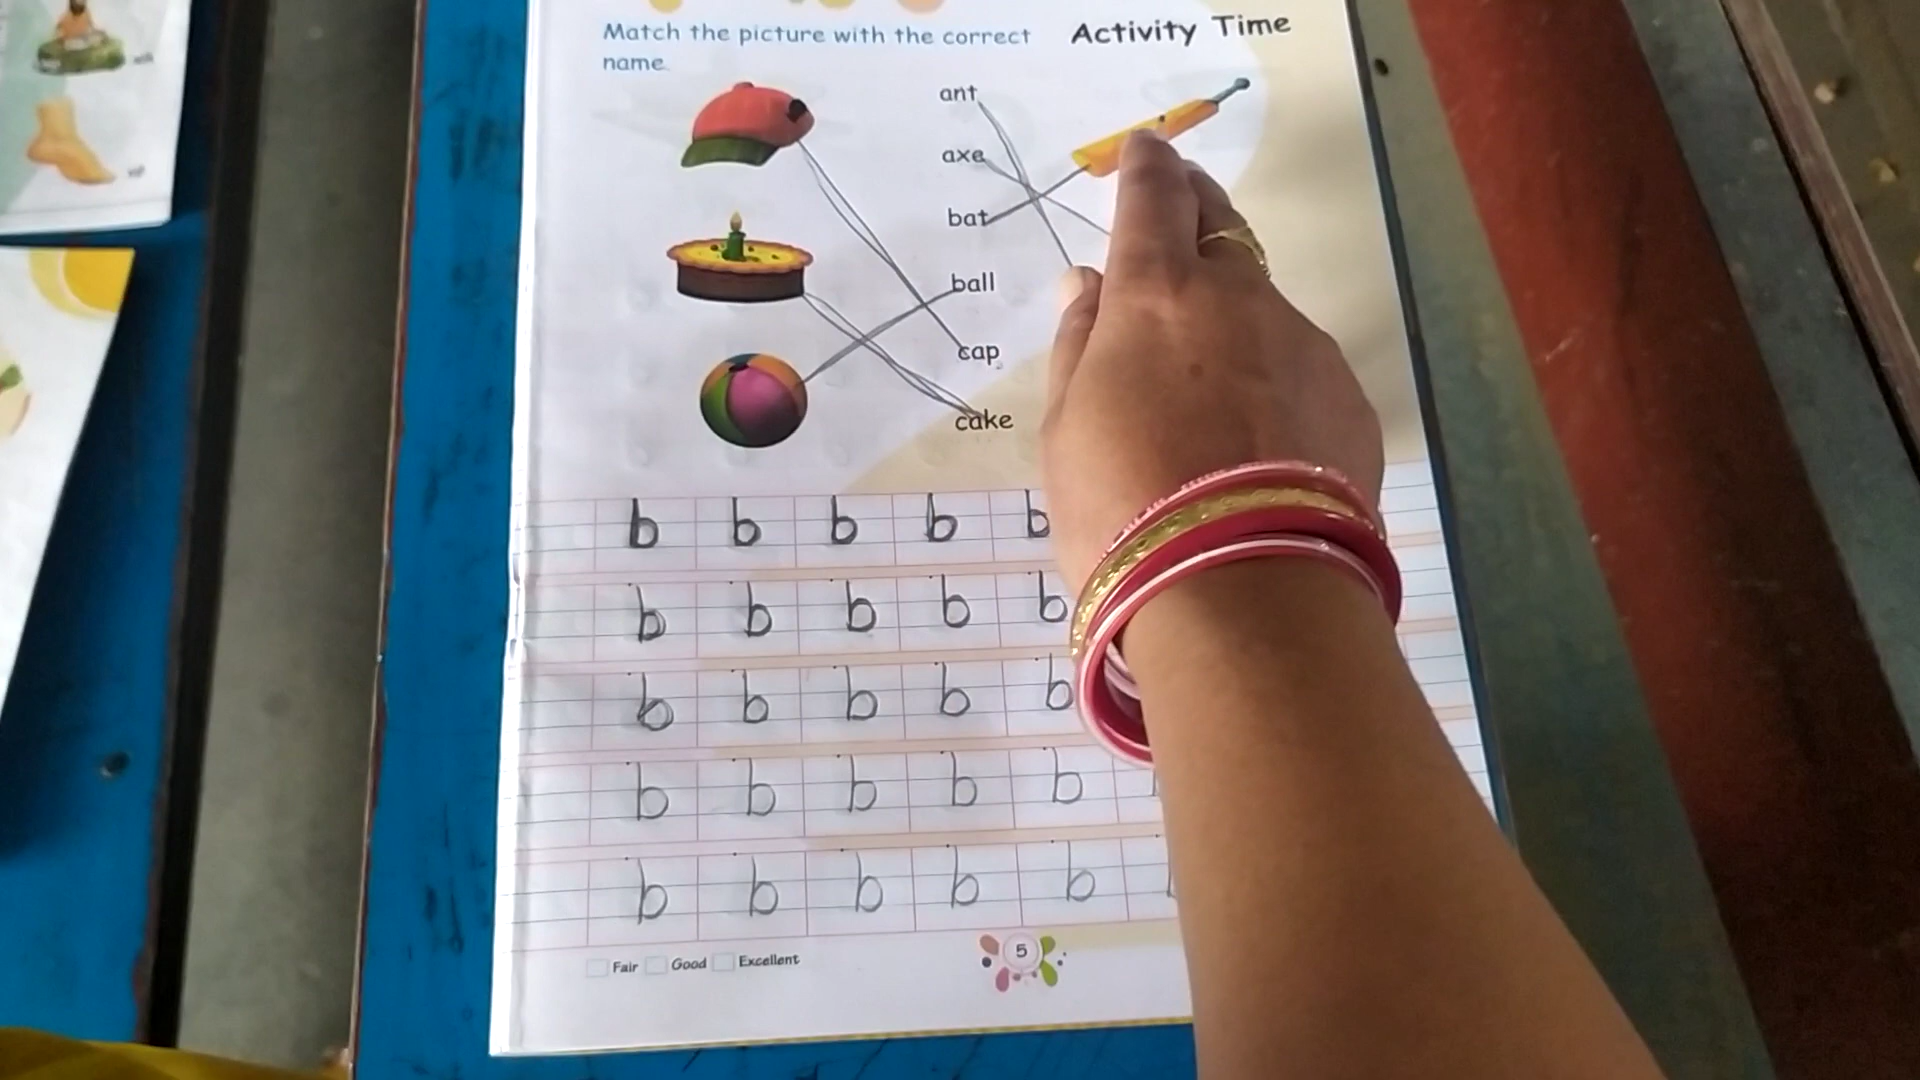 Match the picture with the correct
name.
Activity Time
ant
axe
bat
ball
cap
cake
b b b b b
b b b b b
b b b b b
b b b b b
b b b b b
Fair Good Excellent
5